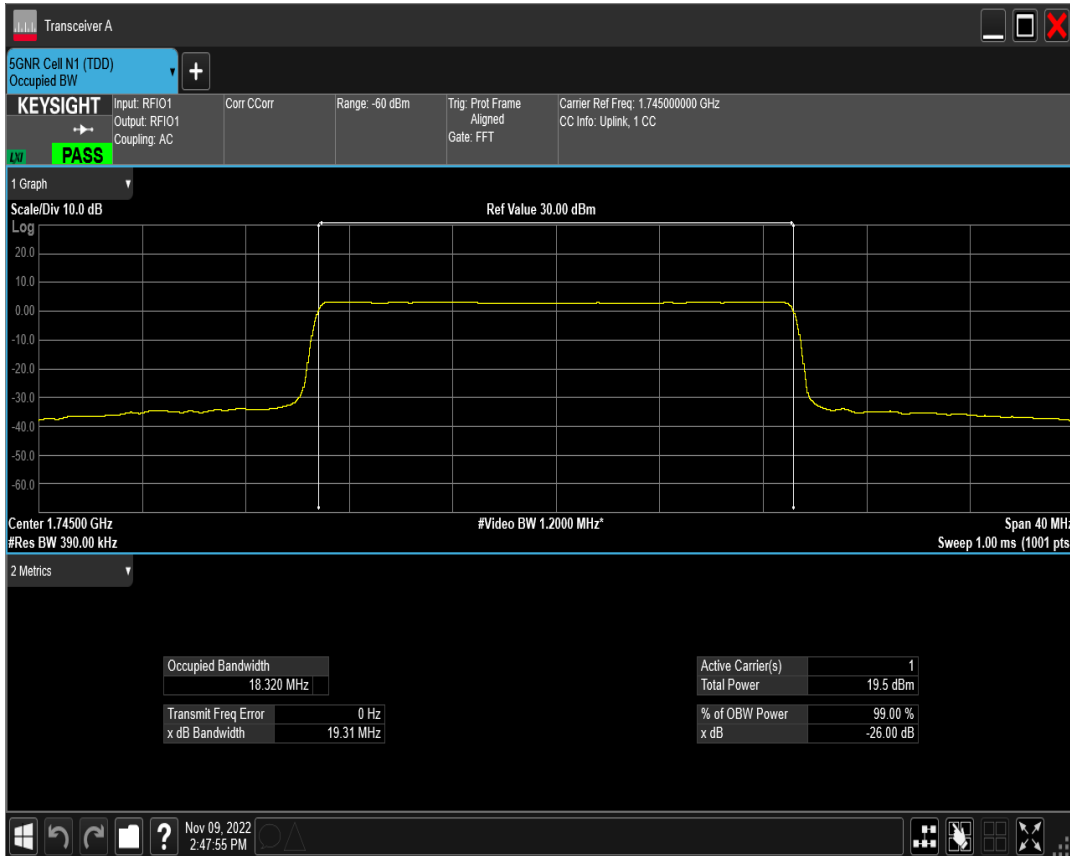 Transceiver A
5GNR Cell N1 (TDD)
Occupied BW
+
KEYSIGHT
LXI
PASS
Input: RFIO1
Output: RFIO1
Coupling: AC
Corr CCorr
Range: -60 dBm
Trig: Prot Frame
Aligned
Gate: FFT
Carrier Ref Freq: 1.745000000 GHz
CC Info: Uplink, 1 CC
1 Graph
Scale/Div 10.0 dB
Ref Value 30.00 dBm
Log
20.0
10.0
0.00
-10.0
-20.0
-30.0
-40.0
-50.0
-60.0
Center 1.74500 GHz
#Video BW 1.2000 MHz*
Span 40 MHz
#Res BW 390.00 kHz
Sweep 1.00 ms (1001 pts
2 Metrics
Occupied Bandwidth
18.320 MHz
Transmit Freq Error 0 Hz
x dB Bandwidth 19.31 MHz
Active Carrier(s) 1
Total Power 19.5 dBm
% of OBW Power 99.00 %
x dB -26.00 dB
?
Nov 09, 2022
2:47:55 PM